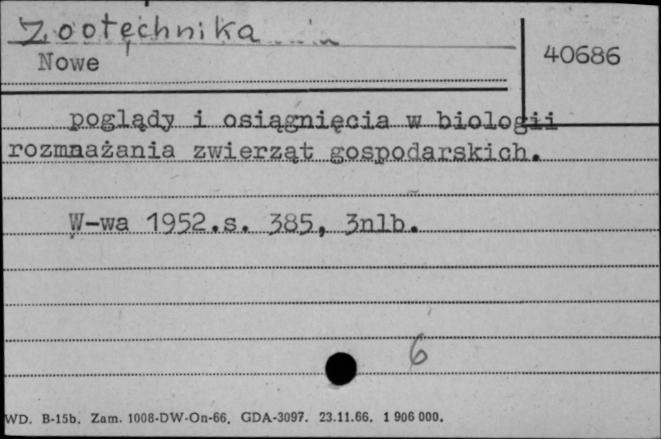 Zootechnika
Nowe
40686
poglądy i osiągnięcia w biologii
rozmnażania zwierząt gospodarskich.
W-wa 1952.s. 385, 3nlb.
6
WD. B-15b. Zam. 1008-DW-On-66. GDA-3097. 23.11.66. 1 906 000.